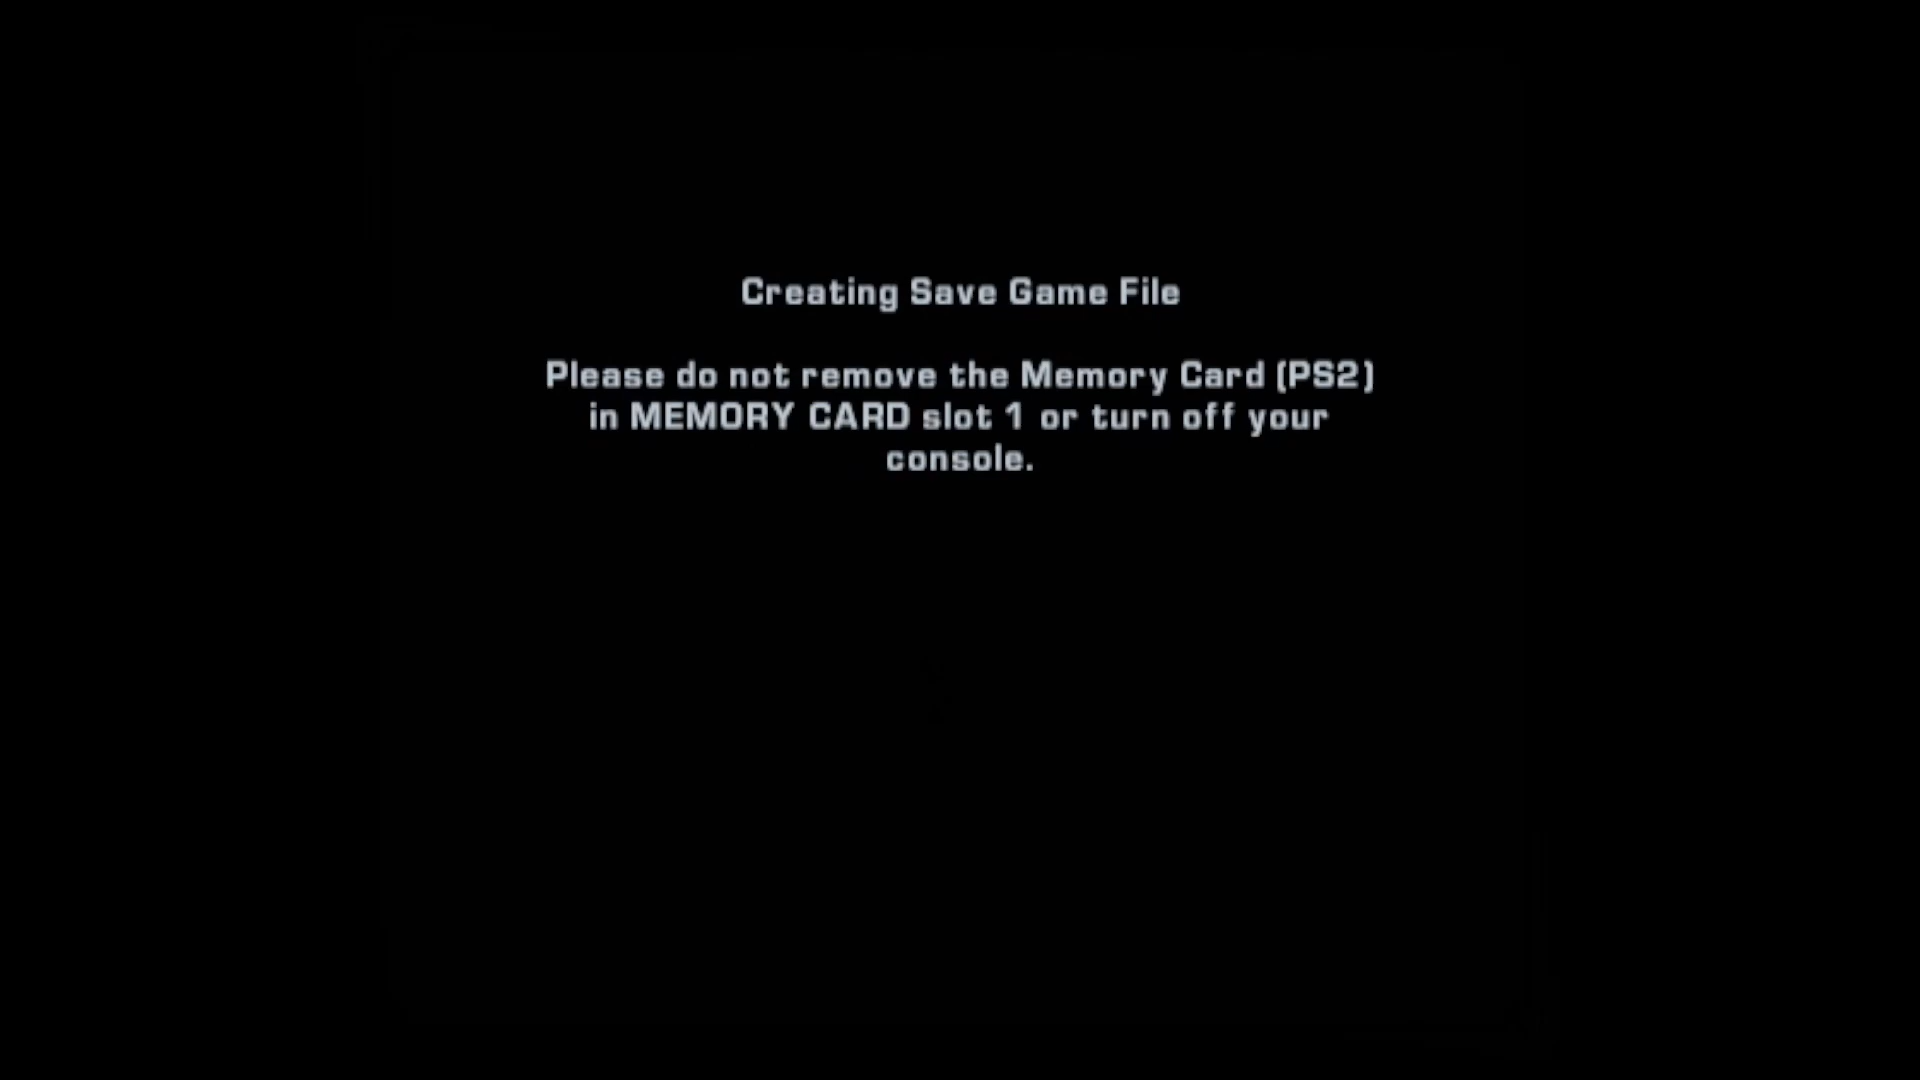 Creating Save Game File
Please do not remove the Memory Card (PS2)
in MEMORY CARD slot 1 or turn off your
console.